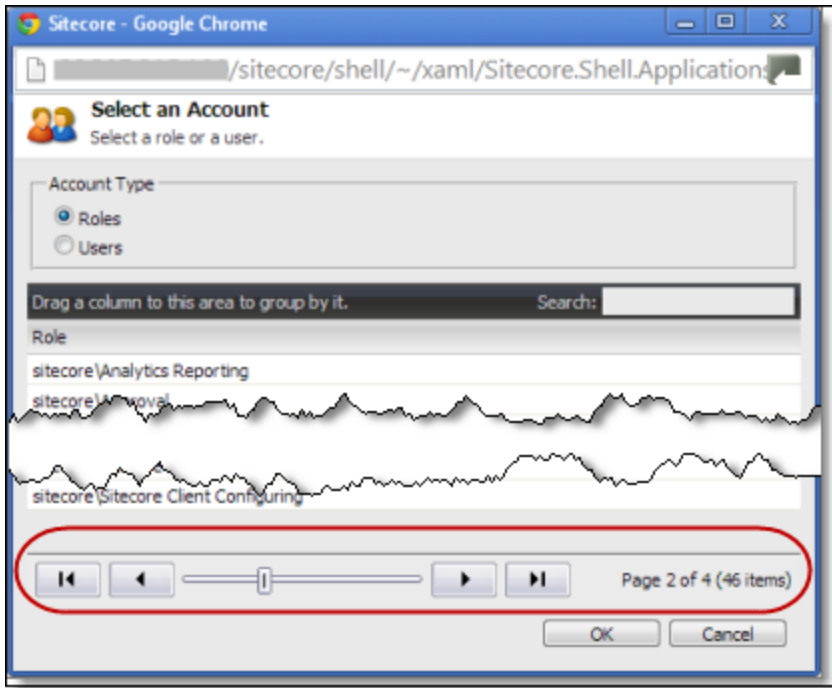 Sitecore - Google Chrome
/sitecore/shell/~/xaml/Sitecore.Shell.Applications
Select an Account
Select a role or a user.
Account Type
Roles
Users
Drag a column to this area to group by it. Search:
Role
sitecore\Analytics Reporting
sitecore\Approval
sitecore\Sitecore Client Configuring
Page 2 of 4 (46 items)
OK Cancel